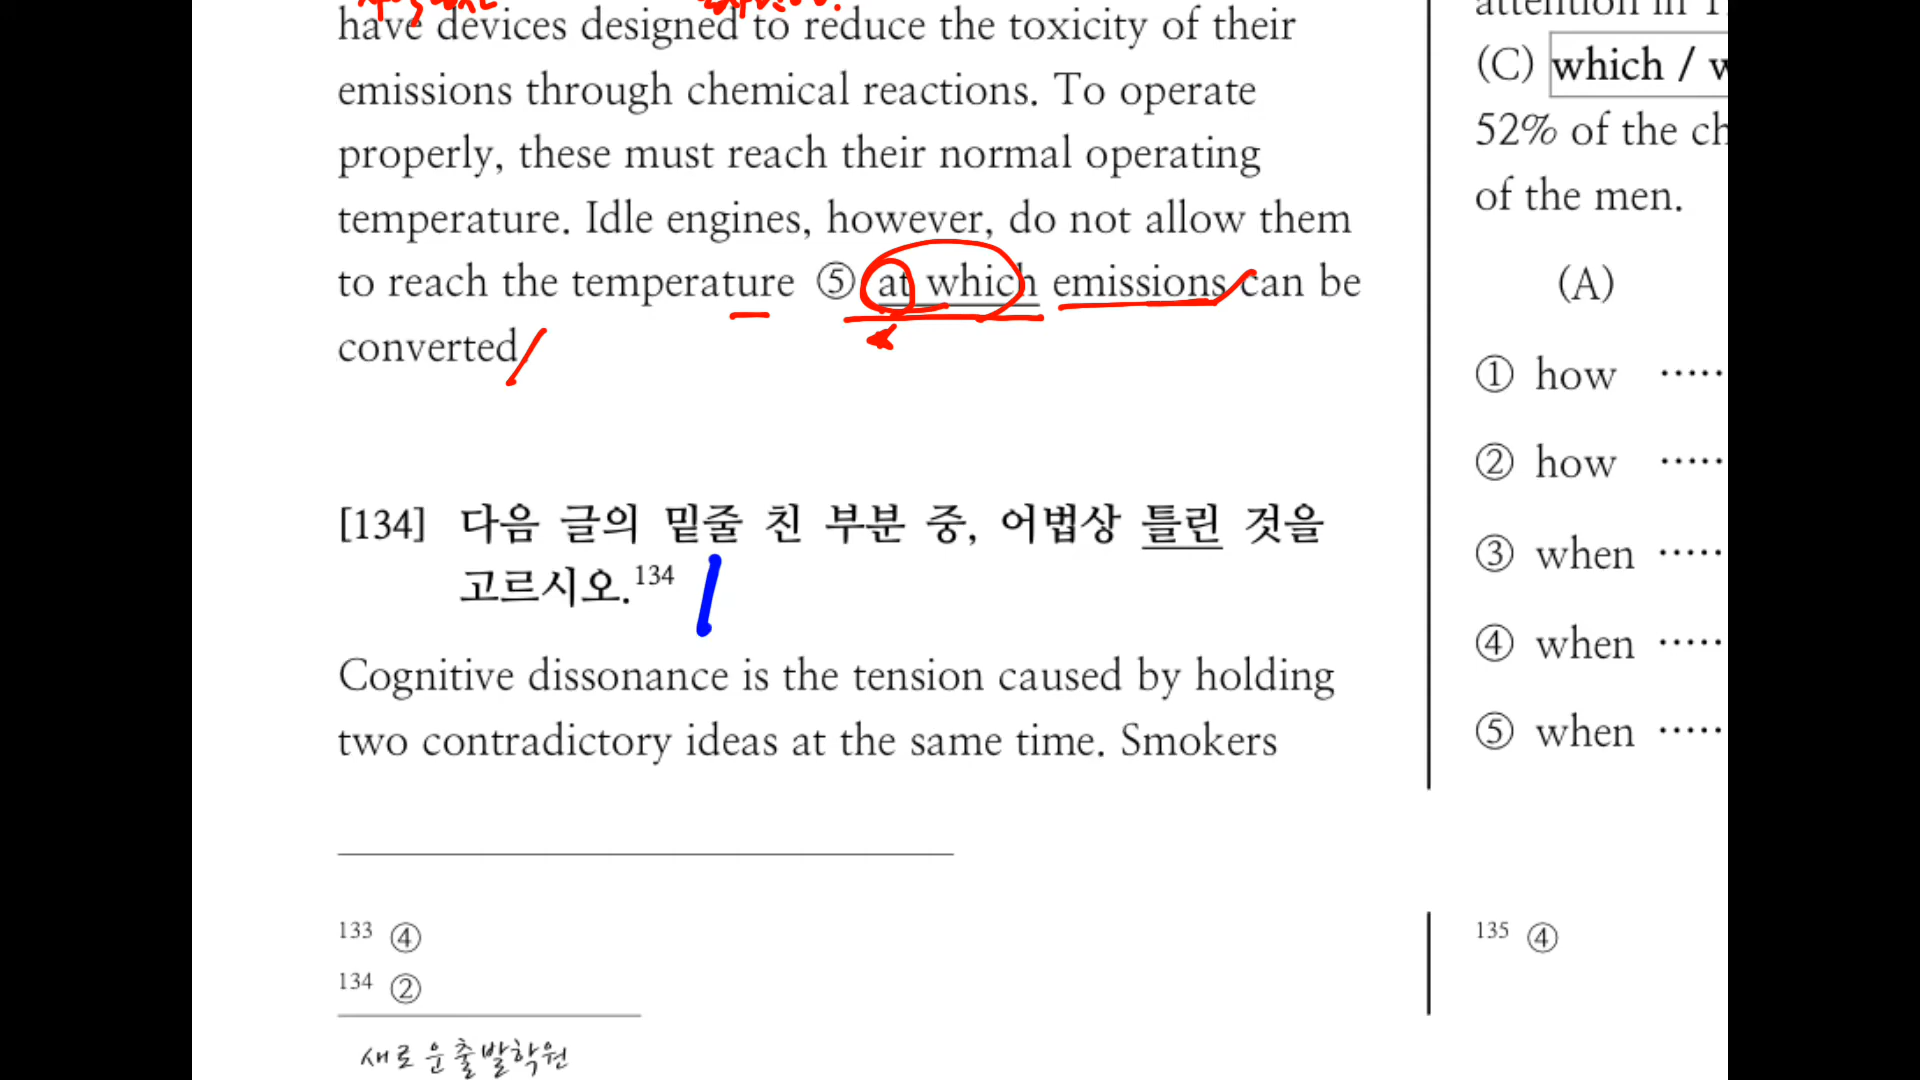 have devices designed to reduce the toxicity of their
emissions through chemical reactions. To operate
properly, these must reach their normal operating
temperature. Idle engines, however, do not allow them
to reach the temperature ⑤ at which emissions can be
converted.
[134] 다음 글의 밑줄 친 부분 중, 어법상 틀린 것을
고르시오.134
Cognitive dissonance is the tension caused by holding
two contradictory ideas at the same time. Smokers
133 ④
134 ②
새로운출발학원
attention in
(C) which /
52% of the
of the men.
(A)
① how ·····
② how ·····
③ when ·····
④ when ·····
⑤ when ·····
135 ④